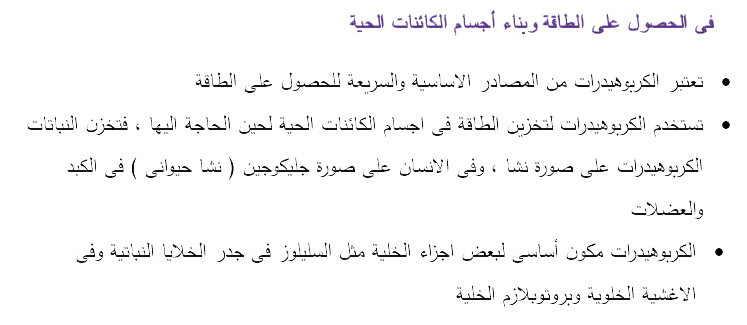 فى الحصول على الطاقة وبناء أجسام الكائنات الحية
• تعتبر الكربوهيدرات من المصادر الاساسية والسريعة للحصول على الطاقة
• تستخدم الكربوهيدرات لتخزين الطاقة فى اجسام الكائنات الحية لحين الحاجة اليها ، فتخزن النباتات
الكربوهيدرات على صورة نشا ، وفى الانسان على صورة جليكوجين ( نشا حيوانى ) فى الكبد
والعضلات
• الكربوهيدرات مكون أساسى لبعض اجزاء الخلية مثل السليلوز فى جدر الخلايا النباتية وفى
الاغشية الخلوية وبروتوبلازم الخلية